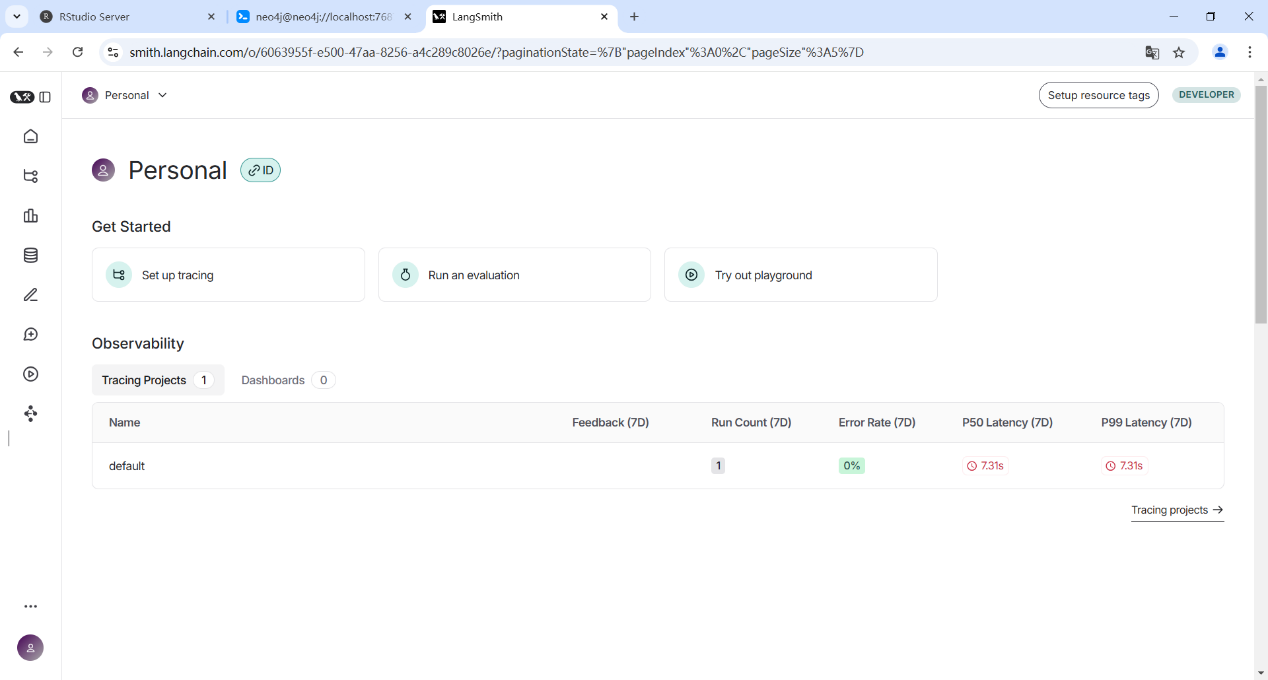 RStudio Server
neo4j@neo4j://localhost:768
LangSmith
smith.langchain.com/o/6063955f-e500-47aa-8256-a4c289c8026e/?paginationState=%7B"pageIndex"%3A0%2C"pageSize"%3A5%7D
Personal
Setup resource tags
DEVELOPER
Personal
ID
Get Started
Set up tracing
Run an evaluation
Try out playground
Observability
Tracing Projects 1
Dashboards 0
Name Feedback (7D) Run Count (7D) Error Rate (7D) P50 Latency (7D) P99 Latency (7D)
default 1 0% 7.31s 7.31s
Tracing projects →